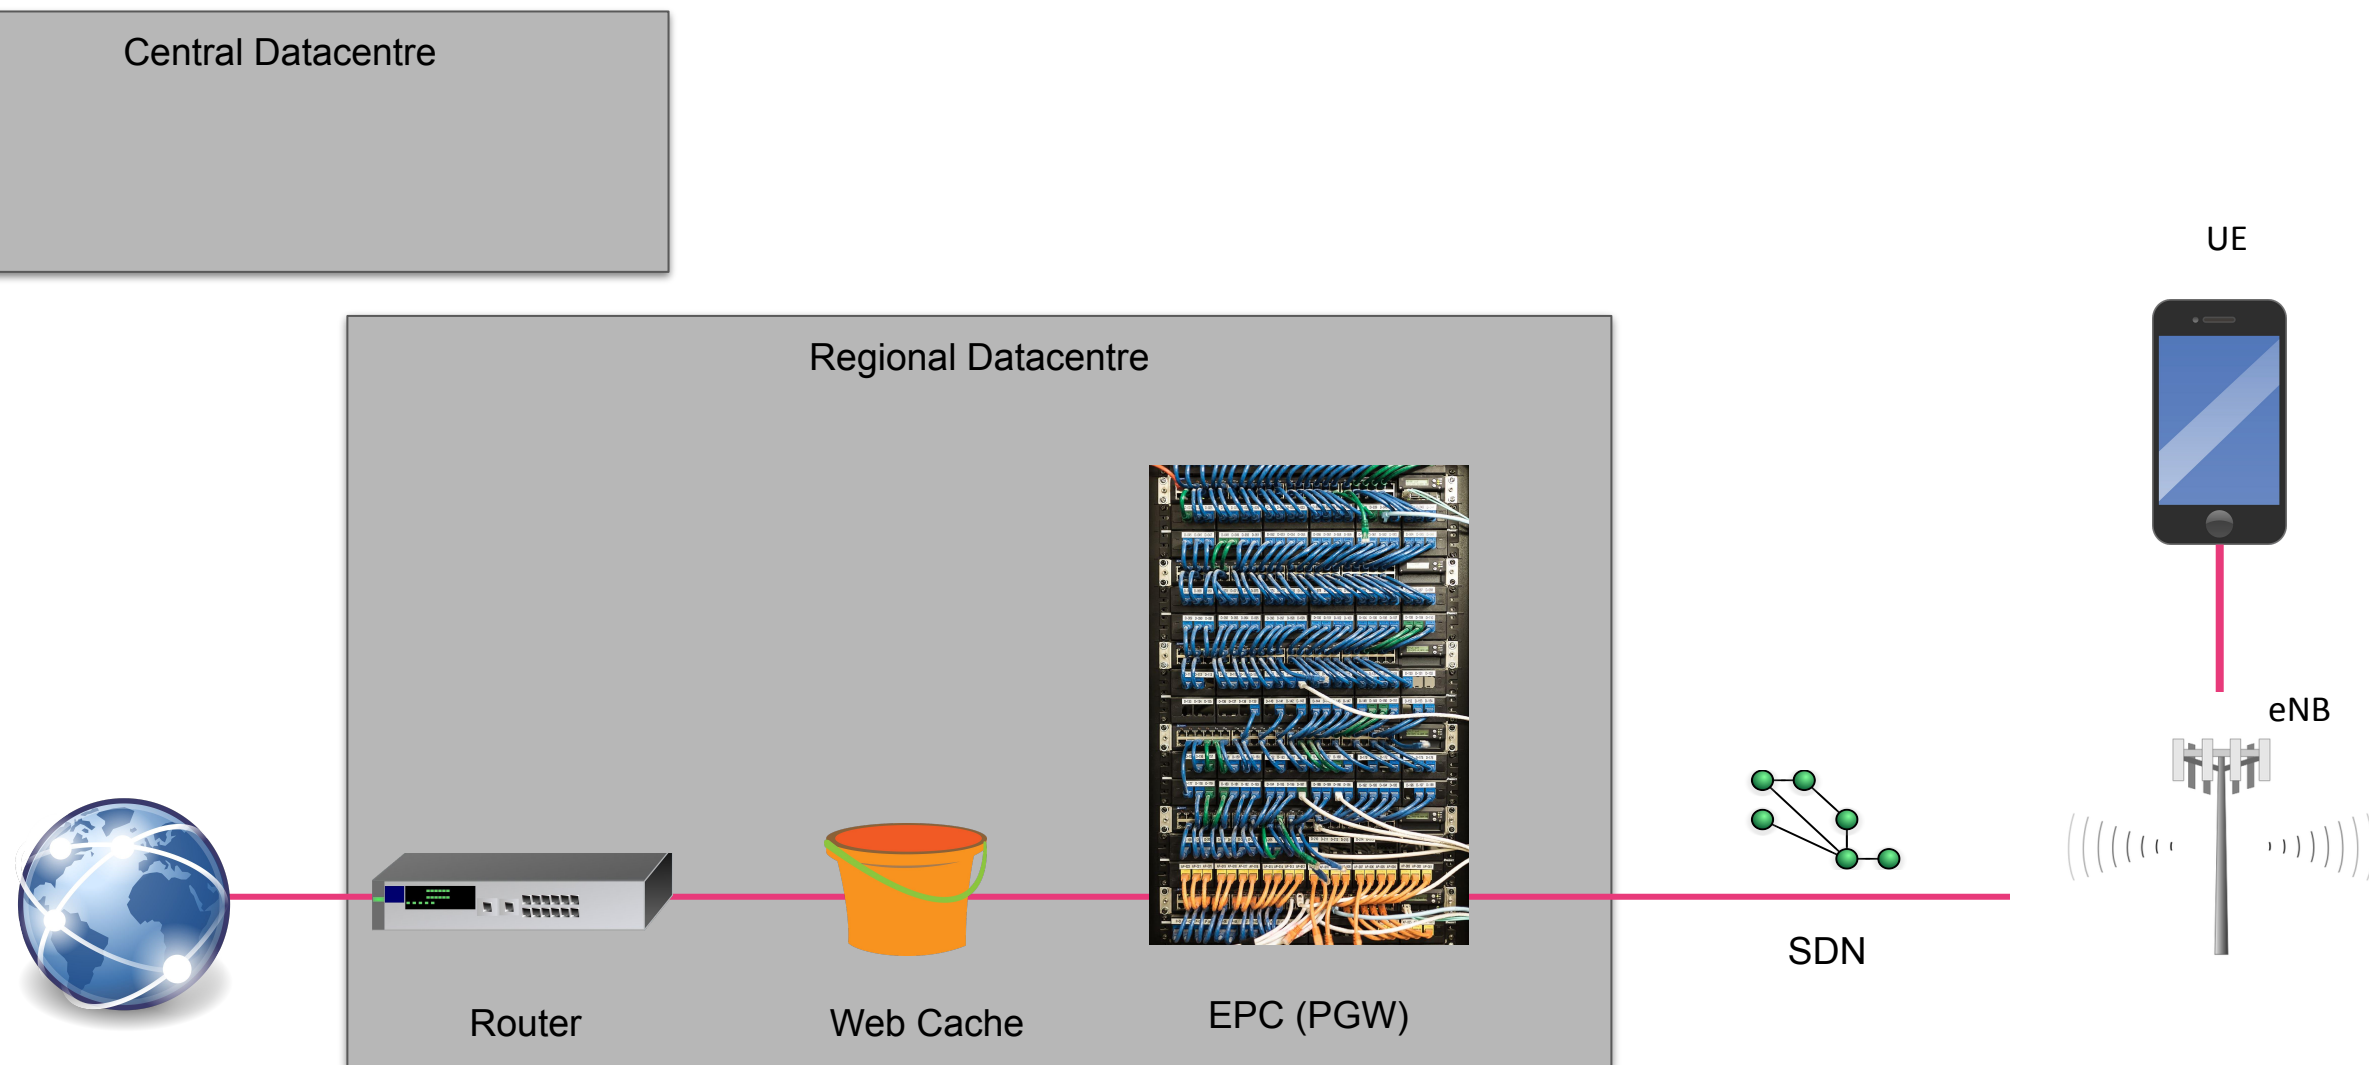 Central Datacentre
Regional Datacentre
UE
eNB
SDN
Router
Web Cache
EPC (PGW)